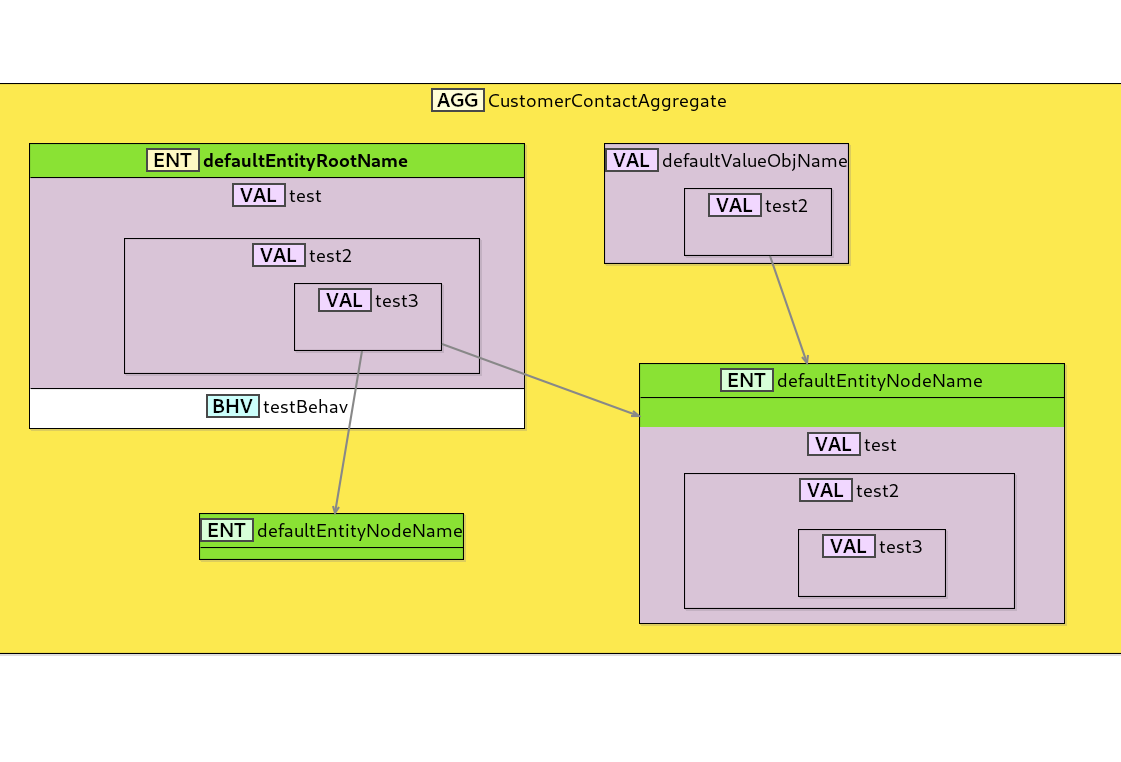 AGG CustomerContactAggregate
ENT defaultEntityRootName
VAL test
VAL test2
VAL test3
BHV testBehav
VAL defaultValueObjName
VAL test2
ENT defaultEntityNodeName
ENT defaultEntityNodeName
VAL test
VAL test2
VAL test3